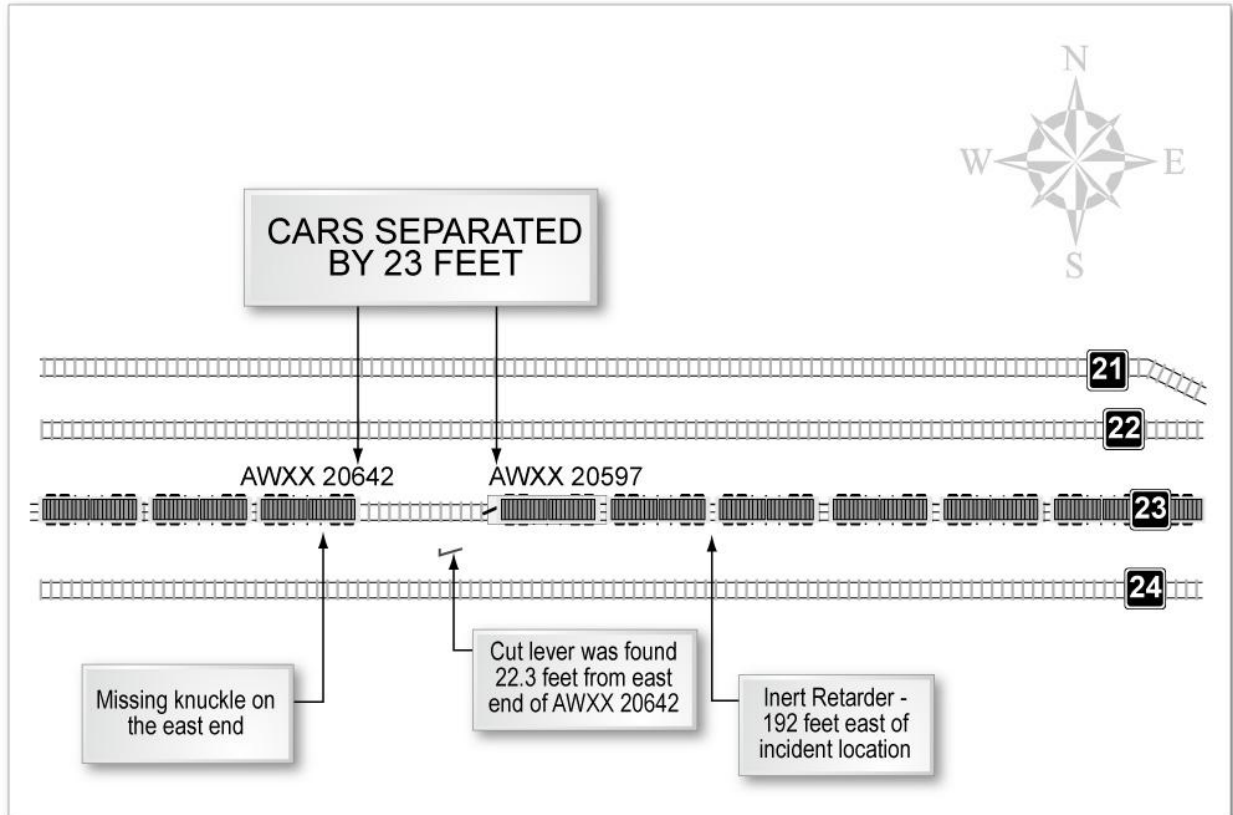 N
W
E
S
CARS SEPARATED
BY 23 FEET
21
22
AWXX 20642
AWXX 20597
23
24
Missing knuckle on
the east end
Cut lever was found
22.3 feet from east
end of AWXX 20642
Inert Retarder -
192 feet east of
incident location